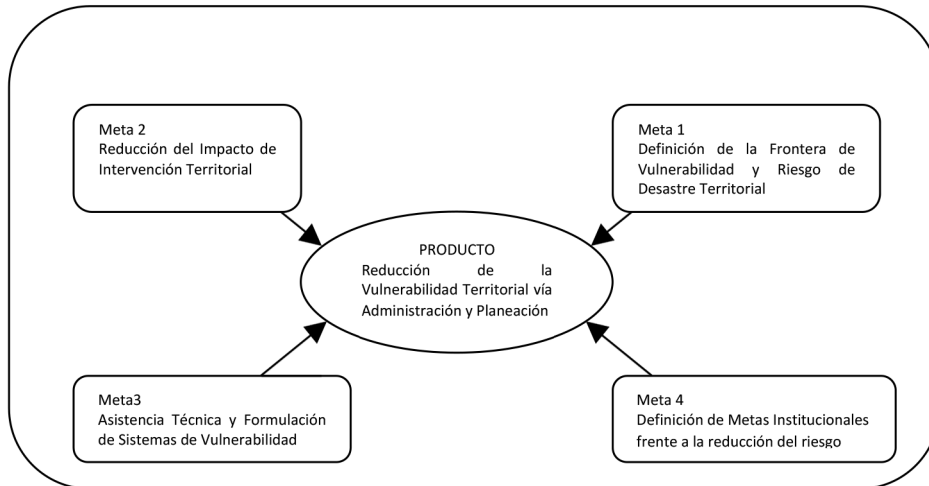 Meta 2
Reducción del Impacto de
Intervención Territorial
Meta 1
Definición de la Frontera de
Vulnerabilidad y Riesgo de
Desastre Territorial
PRODUCTO
Reducción de la
Vulnerabilidad Territorial vía
Administración y Planeación
Meta3
Asistencia Técnica y Formulación
de Sistemas de Vulnerabilidad
Meta 4
Definición de Metas Institucionales
frente a la reducción del riesgo